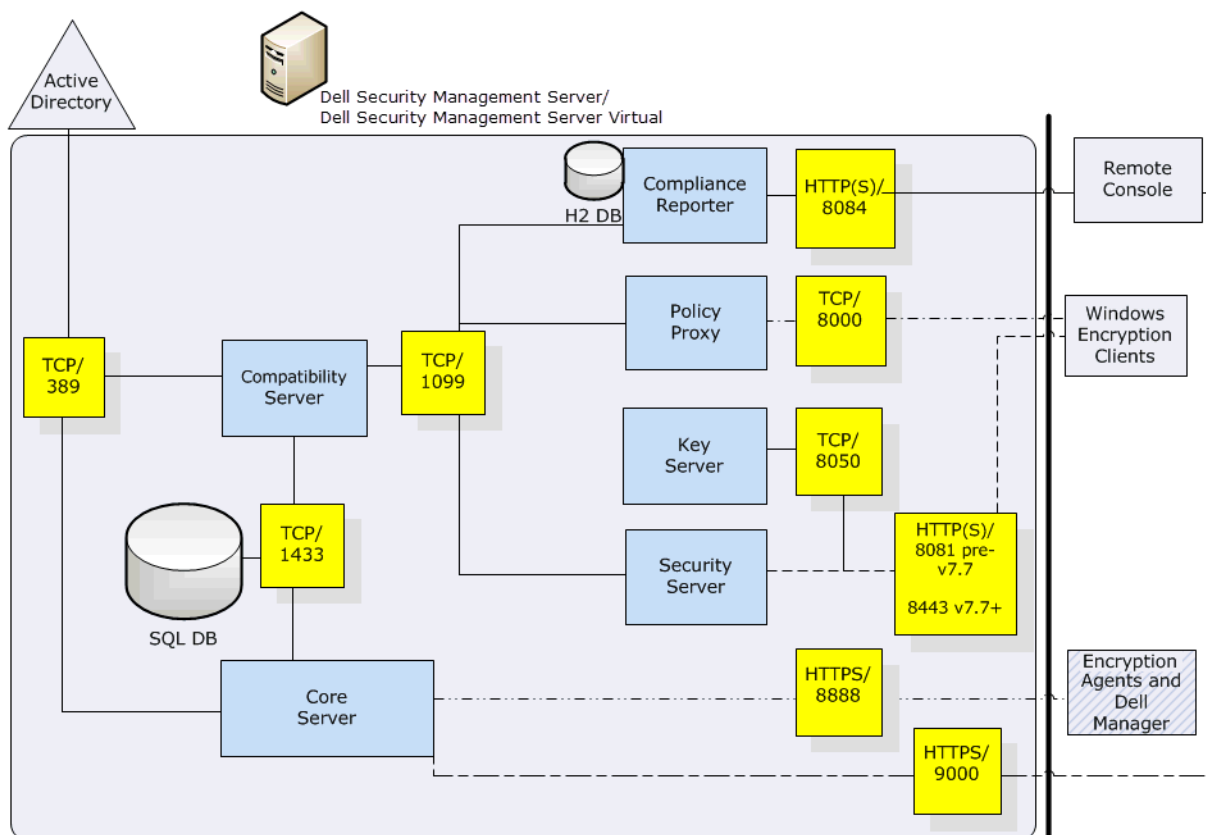 Active
Directory
Dell Security Management Server/
Dell Security Management Server Virtual
H2 DB
Compliance
Reporter
HTTP(S)/
8084
Remote
Console
Policy
Proxy
TCP/
8000
Windows
Encryption
Clients
TCP/
389
Compatibility
Server
TCP/
1099
Key
Server
TCP/
8050
SQL DB
TCP/
1433
Security
Server
HTTP(S)/
8081 pre-
v7.7
8443 v7.7+
Core
Server
HTTPS/
8888
Encryption
Agents and
Dell
Manager
HTTPS/
9000